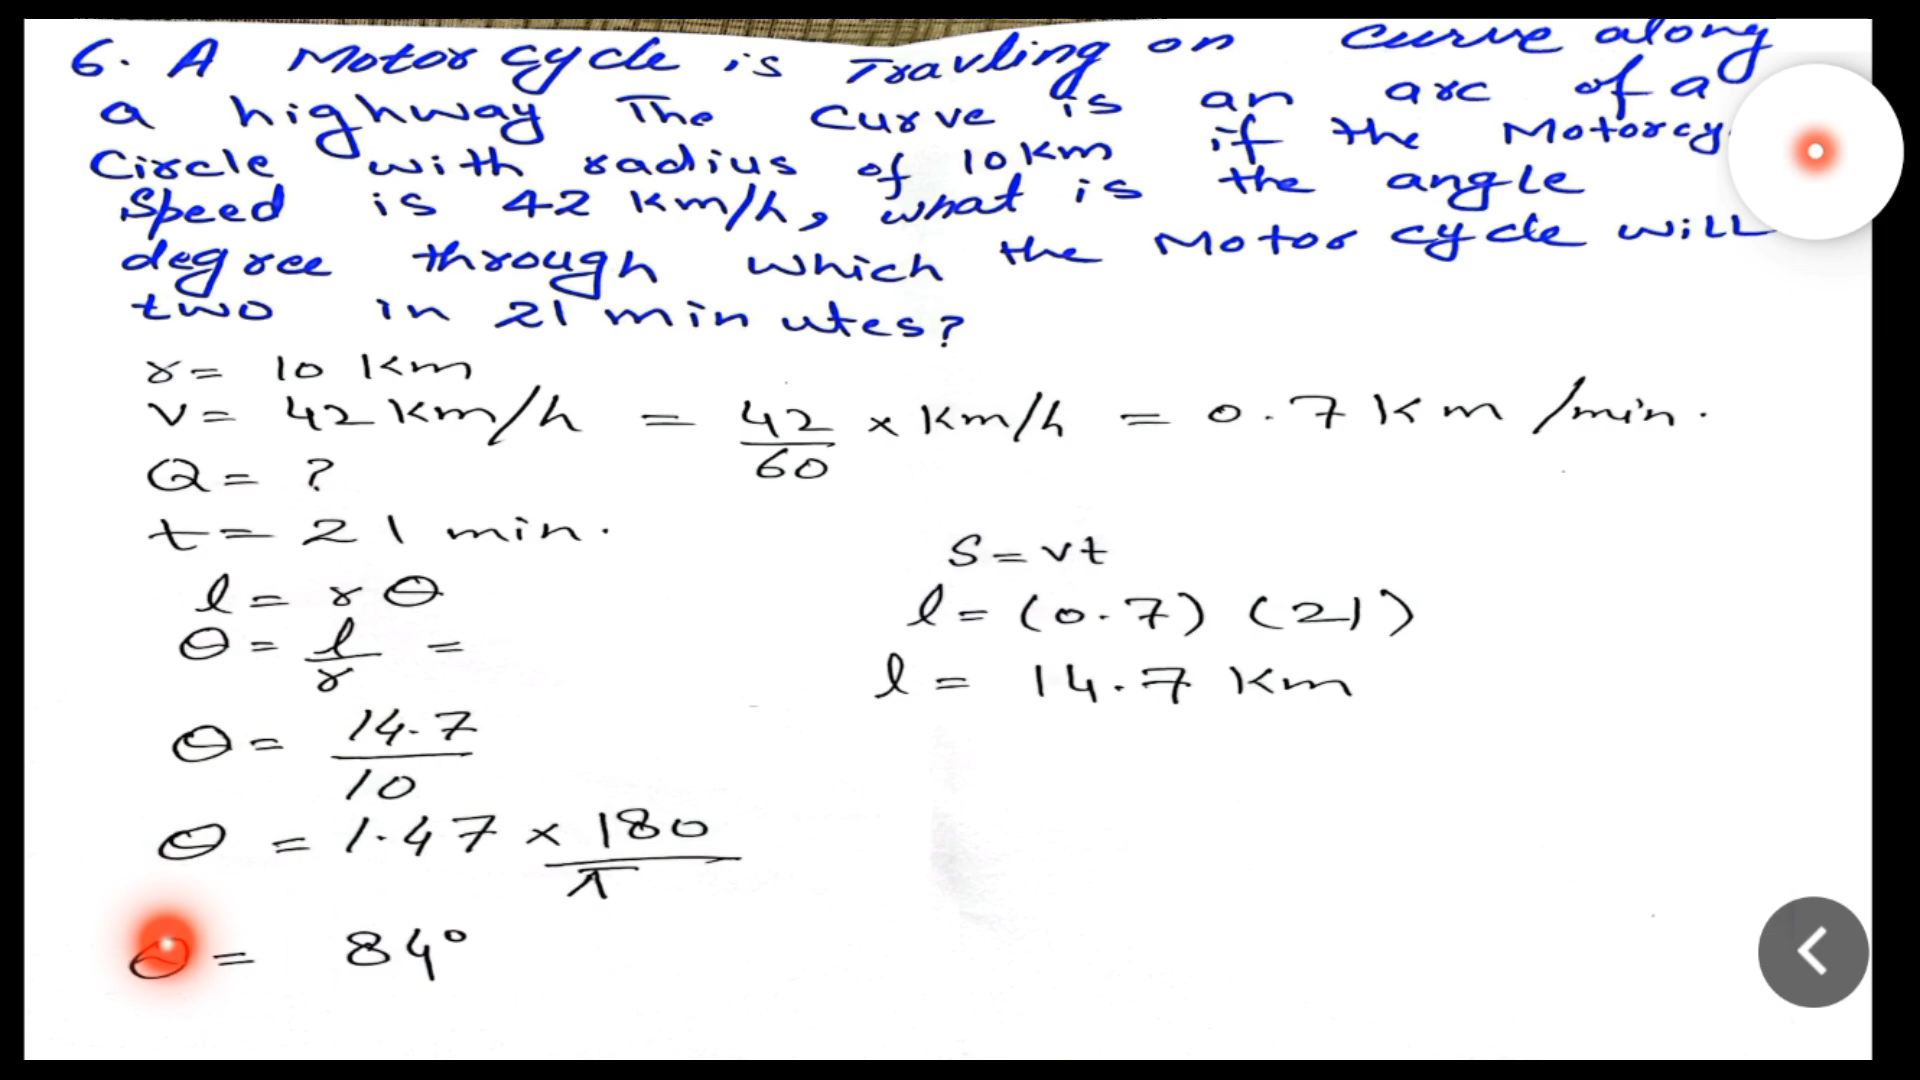 6. A Motor cycle is Travling on curve along
a highway The curve is an arc of a
Circle with radius of 10 km if the Motorcy
Speed is 42 km/h, what is the angle
degree through which the Motor cycle will
two in 21 minutes?
r = 10 km
v = 42 km/h = 42/60 × km/h = 0.7 km/min.
Q = ?
t = 21 min.
S = vt
l = rθ
l = (0.7) (21)
θ = l/r =
l = 14.7 km
θ = 14.7/10
θ = 1.47 × 180/π
θ = 84°